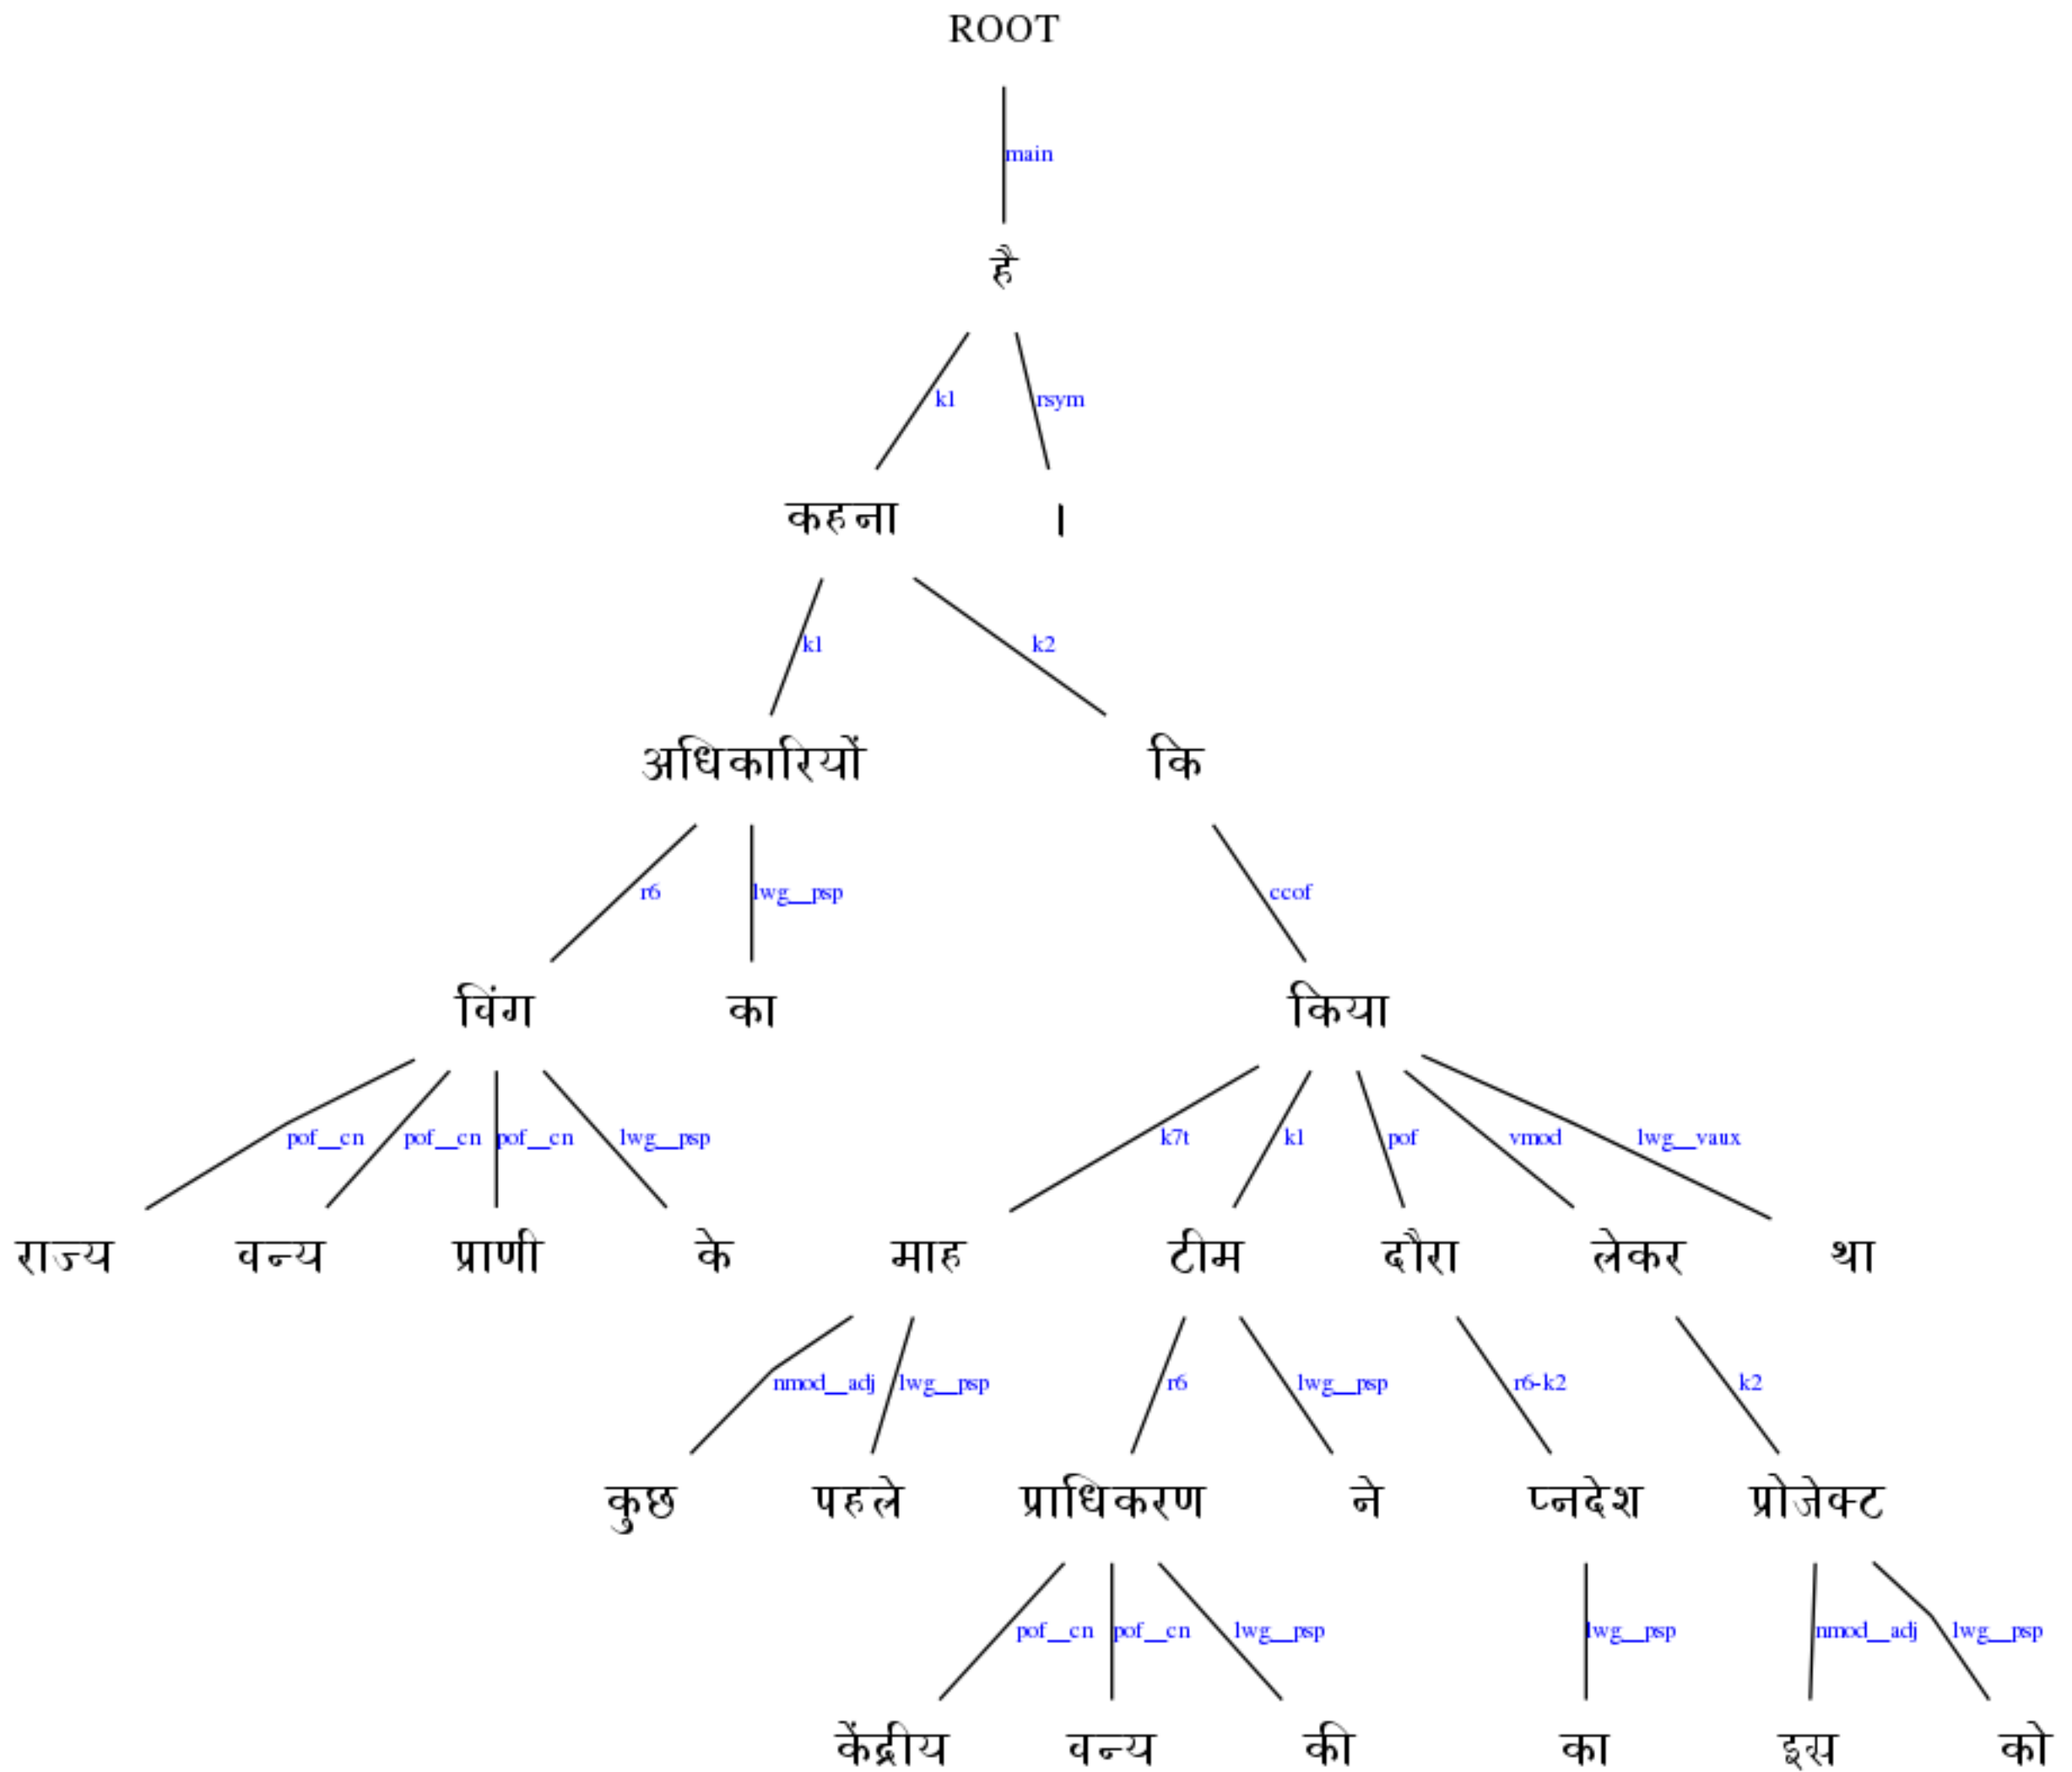 ROOT
main
है
k1 rsym
कहना ।
k1 k2
अधिकारियों कि
r6 lwg__psp ccof
विंग का किया
pof__cn pof__cn pof__cn lwg__psp k7t k1 pof vmod lwg__vaux
राज्य वन्य प्राणी के माह टीम दौरा लेकर था
nmod__adj lwg__psp r6 lwg__psp r6-k2 k2
कुछ पहले प्राधिकरण ने प्नदेश प्रोजेक्ट
pof__cn pof__cn lwg__psp lwg__psp nmod__adj lwg__psp
केंद्रीय वन्य की का इस को